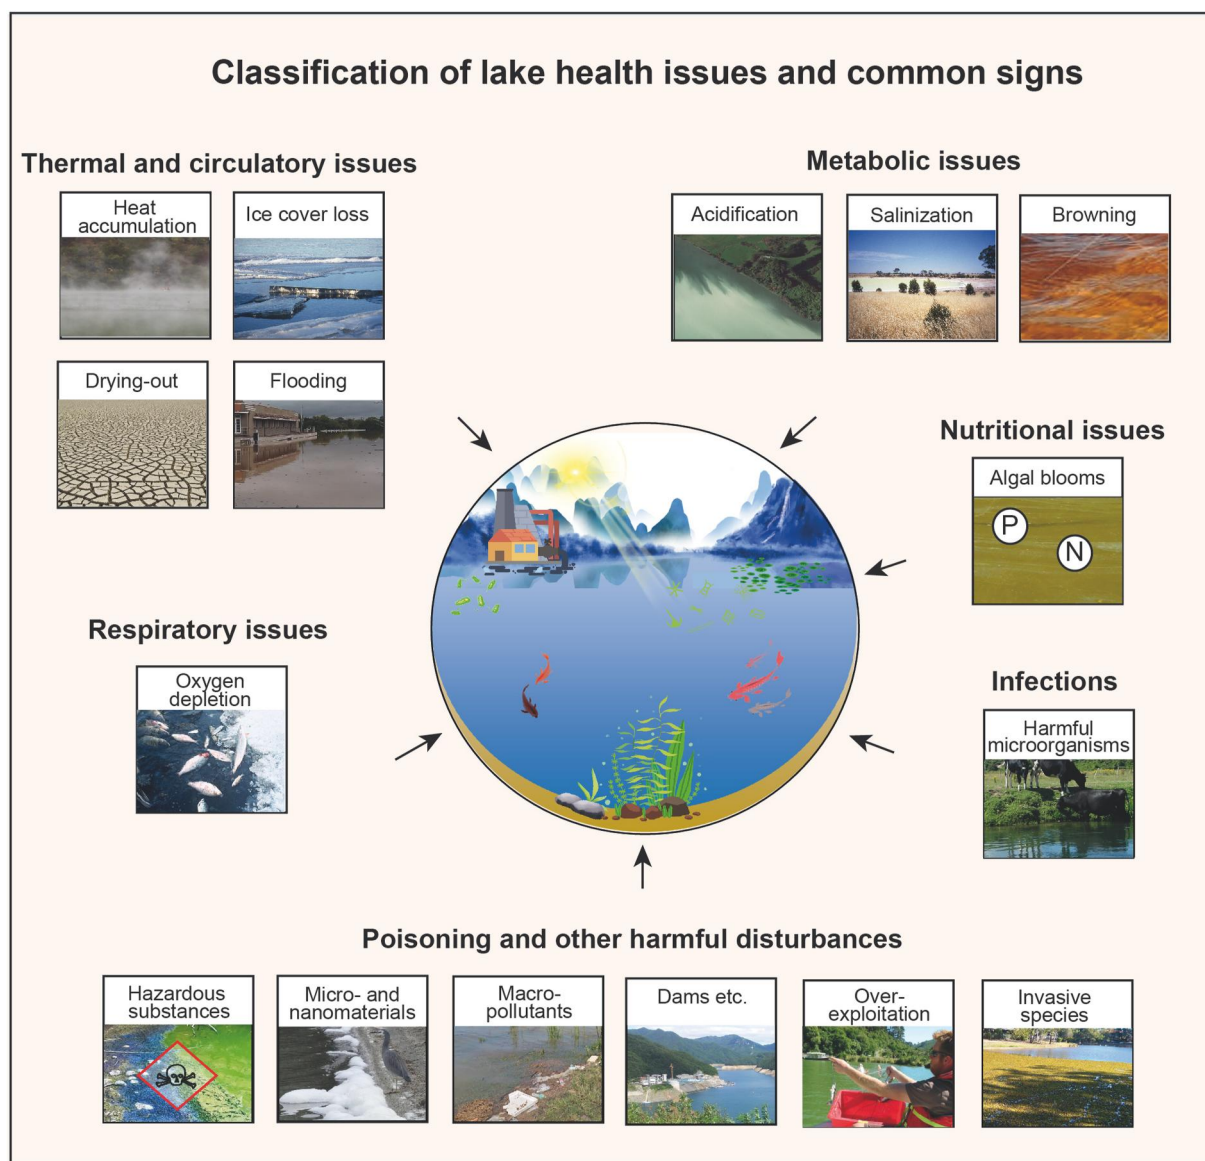 Classification of lake health issues and common signs
Thermal and circulatory issues
Heat
accumulation
Ice cover loss
Drying-out
Flooding
Metabolic issues
Acidification
Salinization
Browning
Nutritional issues
Algal blooms
P
N
Respiratory issues
Oxygen
depletion
Infections
Harmful
microorganisms
Poisoning and other harmful disturbances
Hazardous
substances
Micro- and
nanomaterials
Macro-
pollutants
Dams etc.
Over-
exploitation
Invasive
species